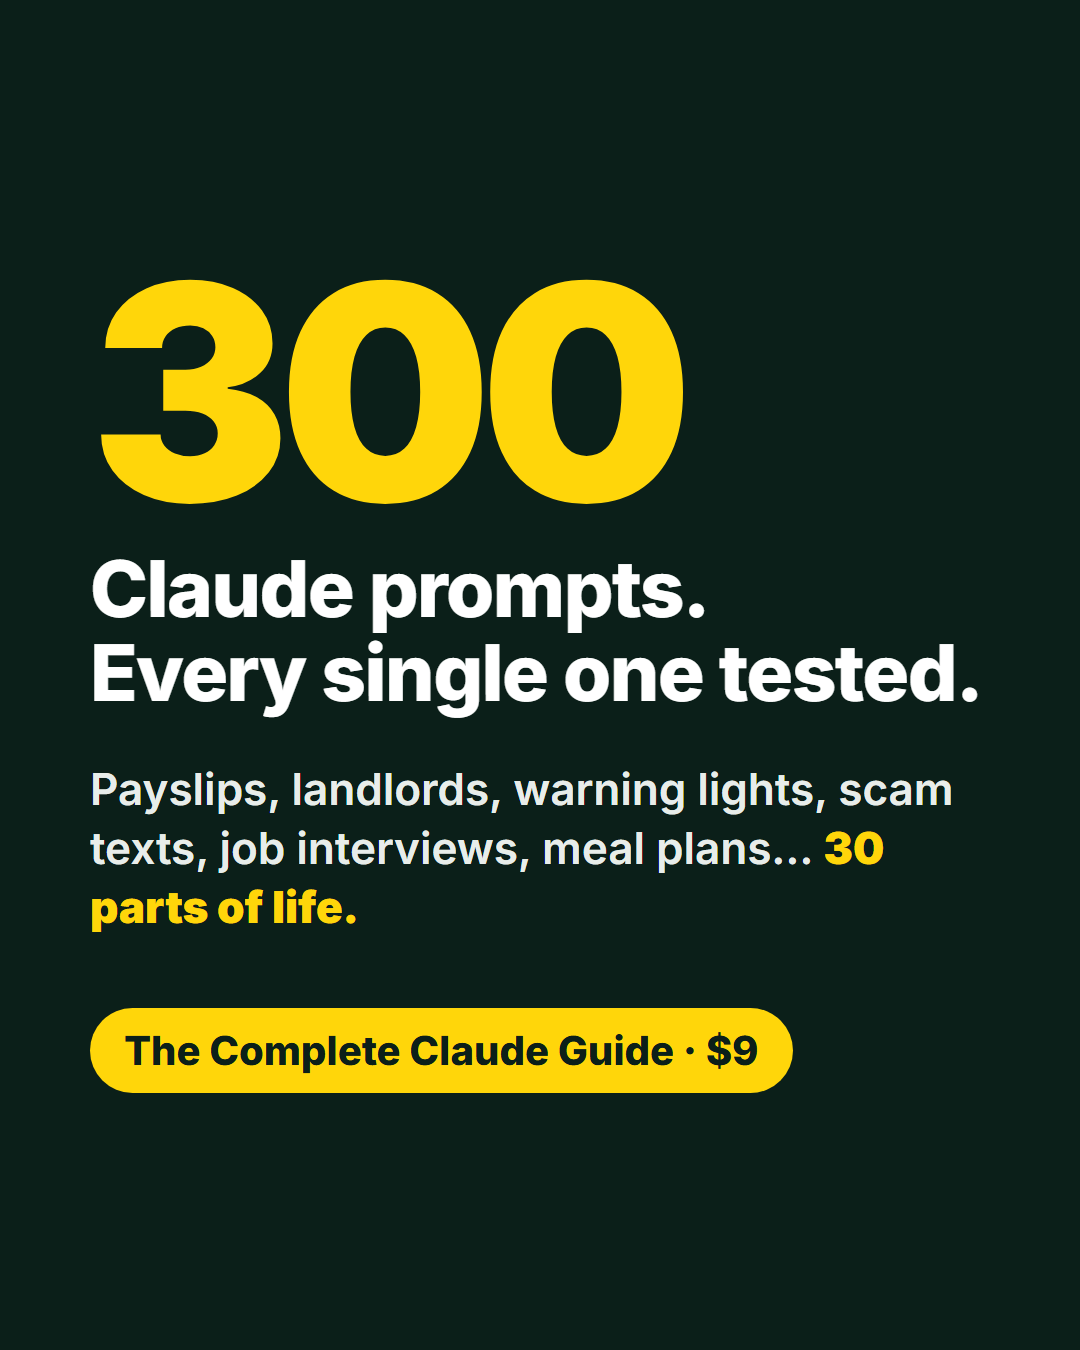 300
Claude prompts.
Every single one tested.
Payslips, landlords, warning lights, scam
texts, job interviews, meal plans... 30
parts of life.
The Complete Claude Guide · $9